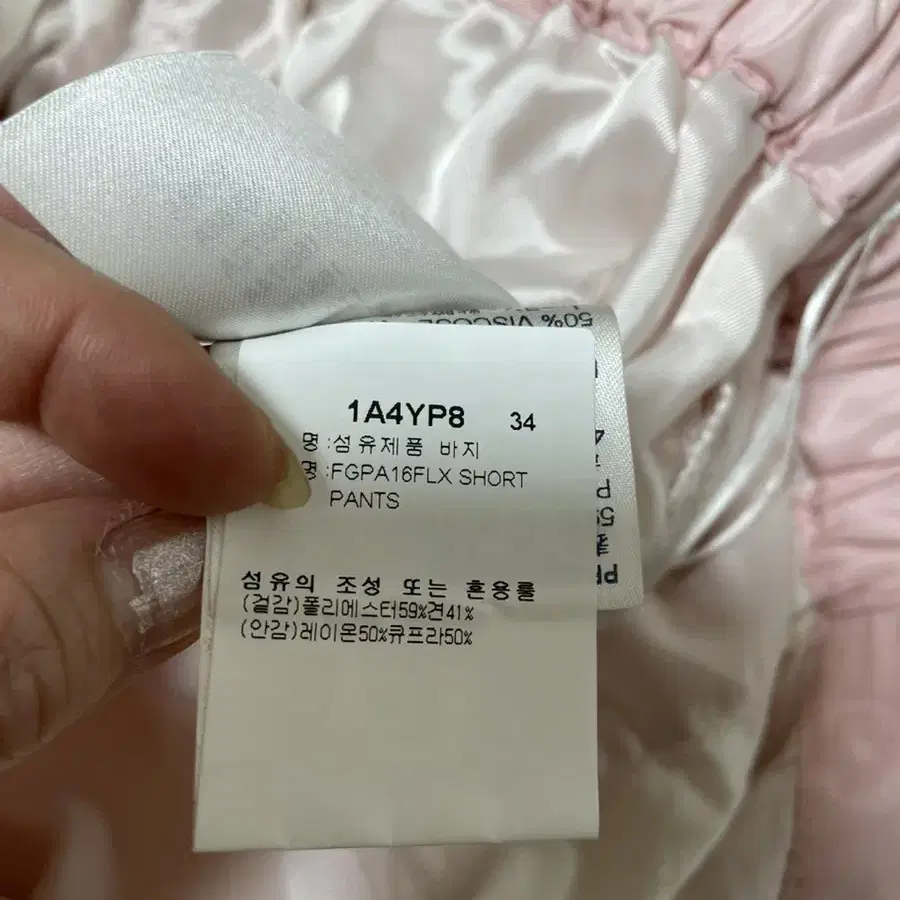 50% VISCOSE
1A4YP8 34
명:섬유제품 바지
명:FGPA16FLX SHORT
PANTS
섬유의 조성 또는 혼용률
(겉감)폴리에스터59%견41%
(안감)레이온50%큐프라50%